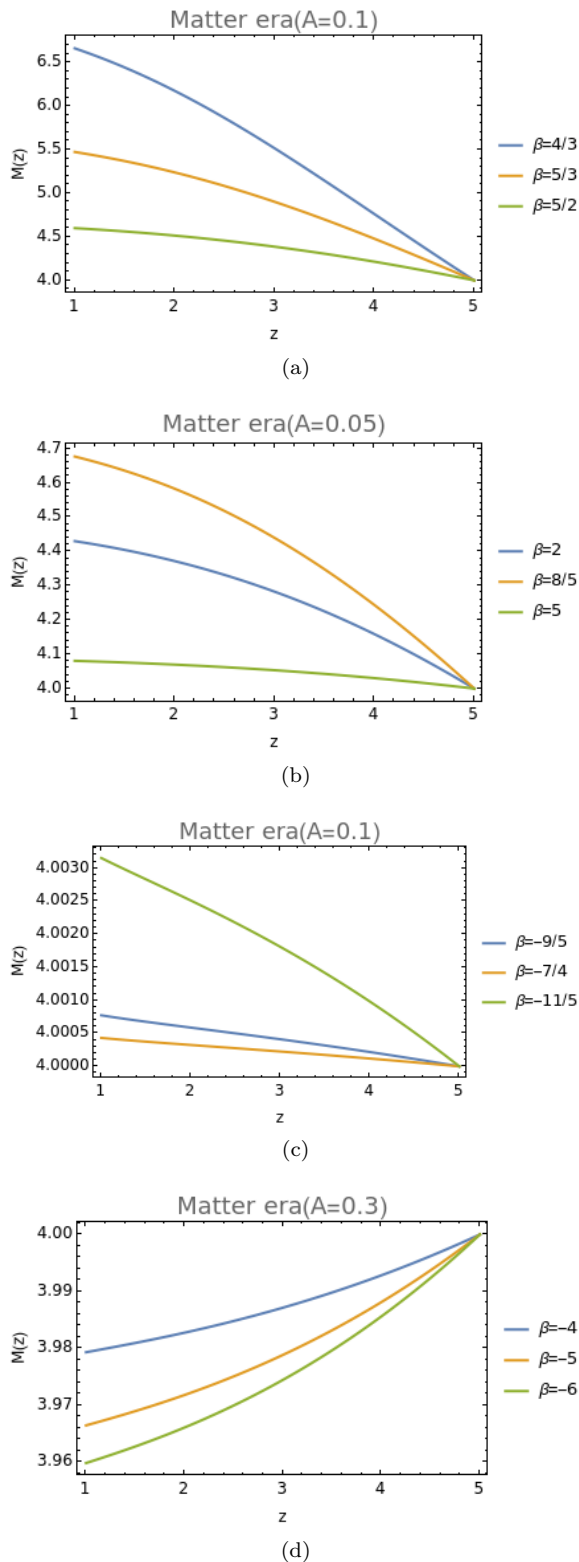 Matter era(A=0.1)
6.5
6.0
5.5
5.0
4.5
4.0
M(z)
1 2 3 4 5
z
β=4/3
β=5/3
β=5/2
(a)
Matter era(A=0.05)
4.7
4.6
4.5
4.4
4.3
4.2
4.1
4.0
M(z)
1 2 3 4 5
z
β=2
β=8/5
β=5
(b)
Matter era(A=0.1)
4.0030
4.0025
4.0020
4.0015
4.0010
4.0005
4.0000
M(z)
1 2 3 4 5
z
β=−9/5
β=−7/4
β=−11/5
(c)
Matter era(A=0.3)
4.00
3.99
3.98
3.97
3.96
M(z)
1 2 3 4 5
z
β=−4
β=−5
β=−6
(d)